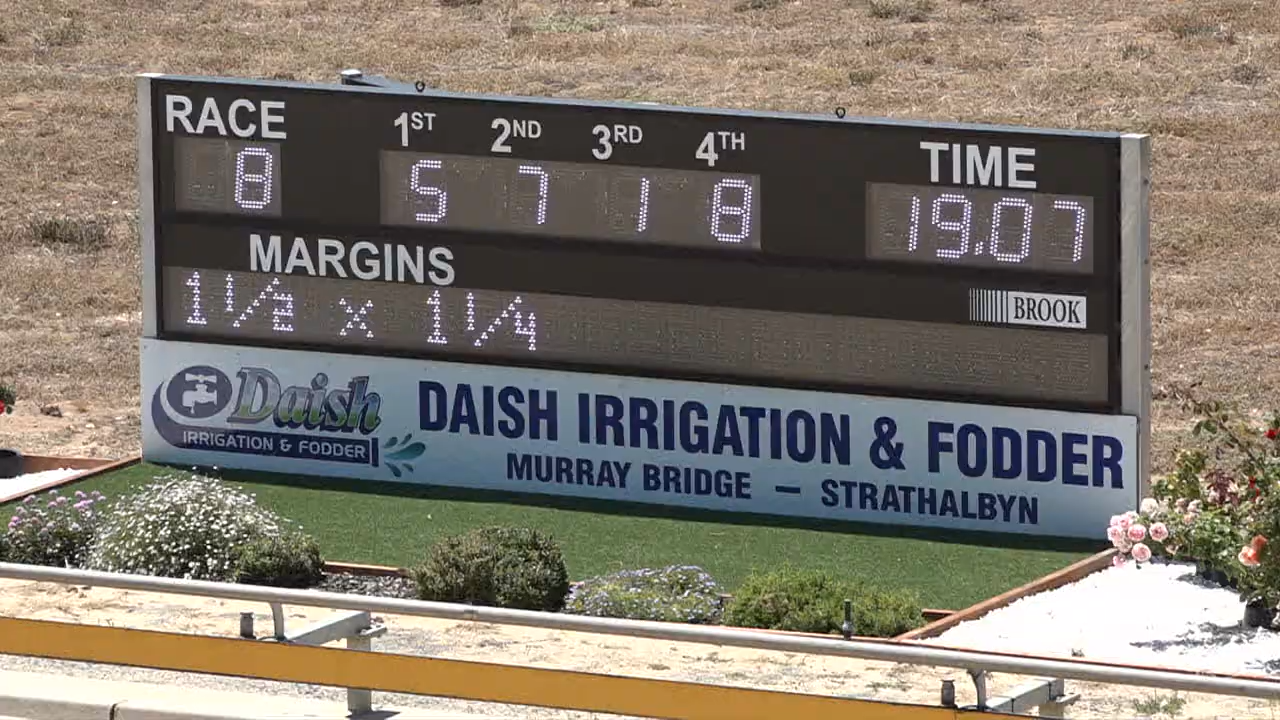 RACE 1ST 2ND 3RD 4TH TIME
8 5 7 1 8 19.07
MARGINS
1 1/2 x 1 1/4
BROOK
Daish
IRRIGATION & FODDER
DAISH IRRIGATION & FODDER
MURRAY BRIDGE – STRATHALBYN